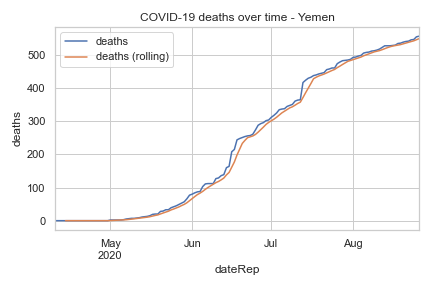 COVID-19 deaths over time - Yemen
deaths
deaths (rolling)
500
400
300
200
100
0
deaths
May
2020
Jun
Jul
Aug
dateRep